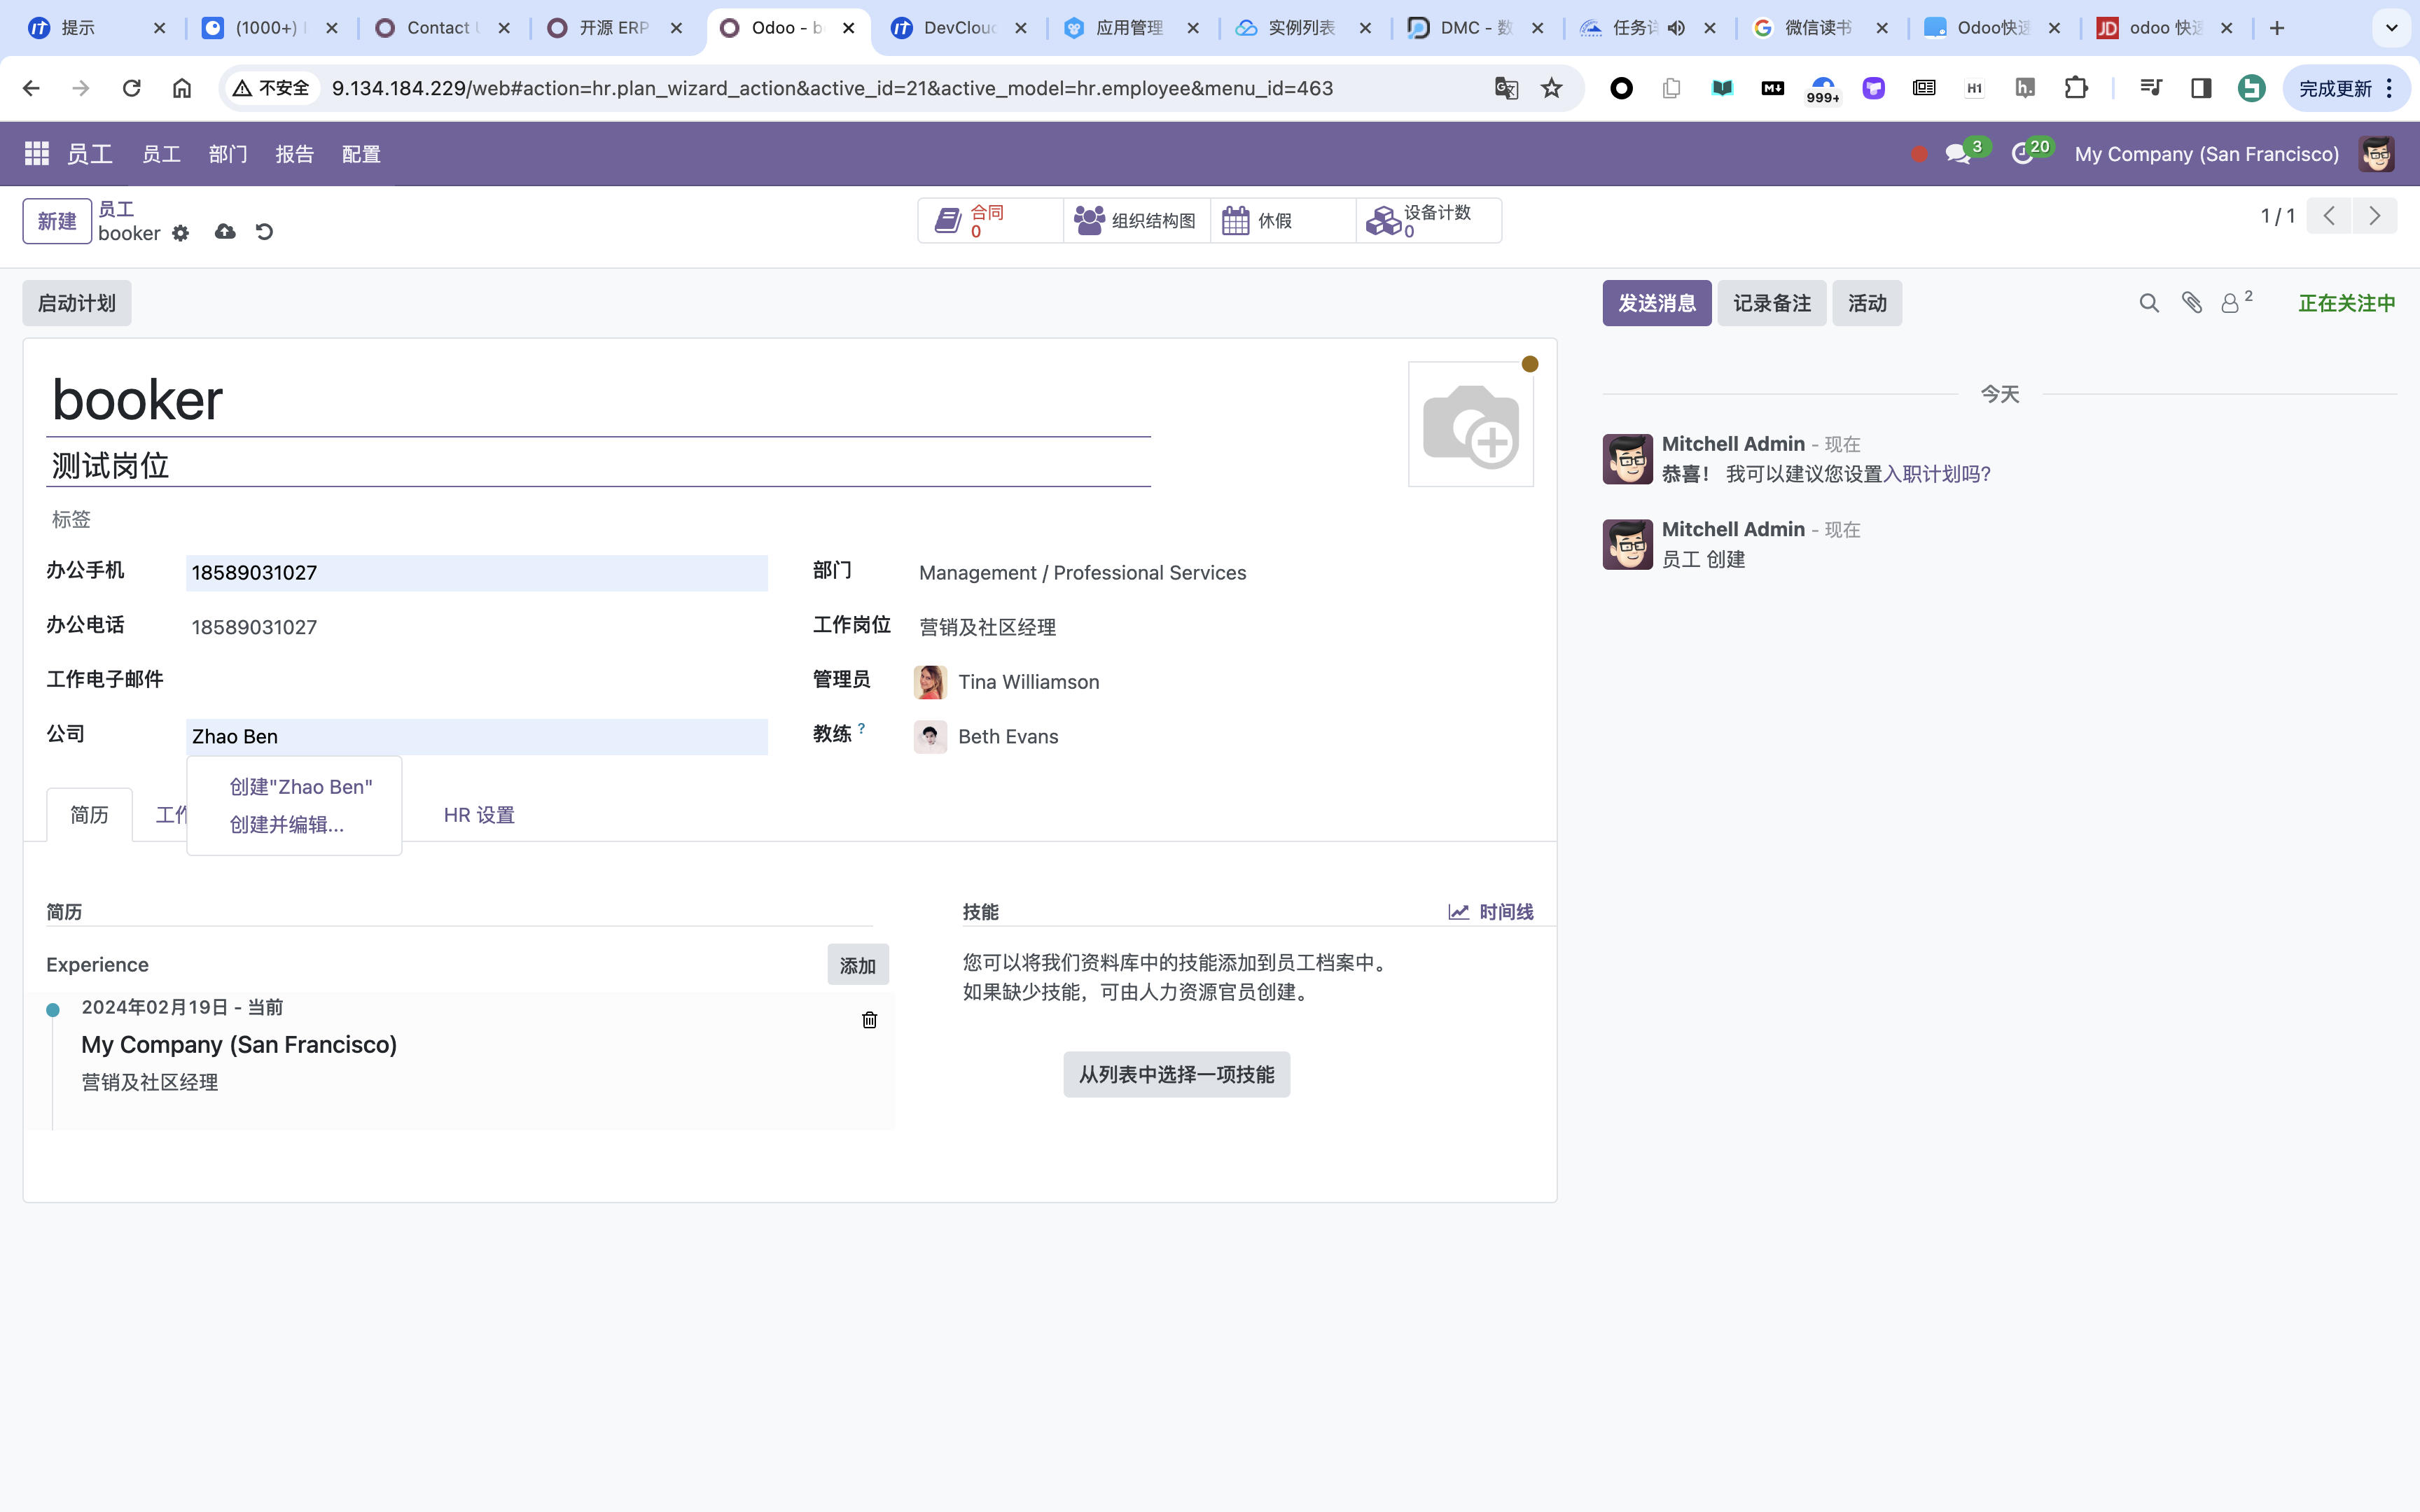 提示
(1000+)
Contact
开源 ERP
Odoo - b
DevClou
应用管理
实例列表
DMC - 数
任务
微信读书
Odoo快速
odoo 快
不安全
9.134.184.229/web#action=hr.plan_wizard_action&active_id=21&active_model=hr.employee&menu_id=463
999+
H1
h.
完成更新
员工
员工
部门
报告
配置
3
20
My Company (San Francisco)
新建
员工
booker
合同
0
组织结构图
休假
设备计数
0
1 / 1
启动计划
发送消息
记录备注
活动
2
正在关注中
booker
测试岗位
标签
办公手机
18589031027
部门
Management / Professional Services
办公电话
18589031027
工作岗位
营销及社区经理
工作电子邮件
管理员
Tina Williamson
公司
Zhao Ben
教练 ?
Beth Evans
创建"Zhao Ben"
创建并编辑...
简历
工作
HR 设置
简历
技能
时间线
Experience
添加
2024年02月19日 - 当前
My Company (San Francisco)
营销及社区经理
您可以将我们资料库中的技能添加到员工档案中。
如果缺少技能，可由人力资源官员创建。
从列表中选择一项技能
今天
Mitchell Admin - 现在
恭喜！ 我可以建议您设置入职计划吗?
Mitchell Admin - 现在
员工 创建